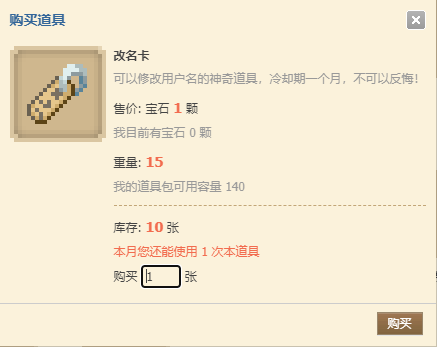 购买道具
改名卡
可以修改用户名的神奇道具，冷却期一个月，不可以反悔！
售价: 宝石 1 颗
我目前有宝石 0 颗
重量: 15
我的道具包可用容量 140
库存: 10 张
本月您还能使用 1 次本道具
购买 1 张
购买